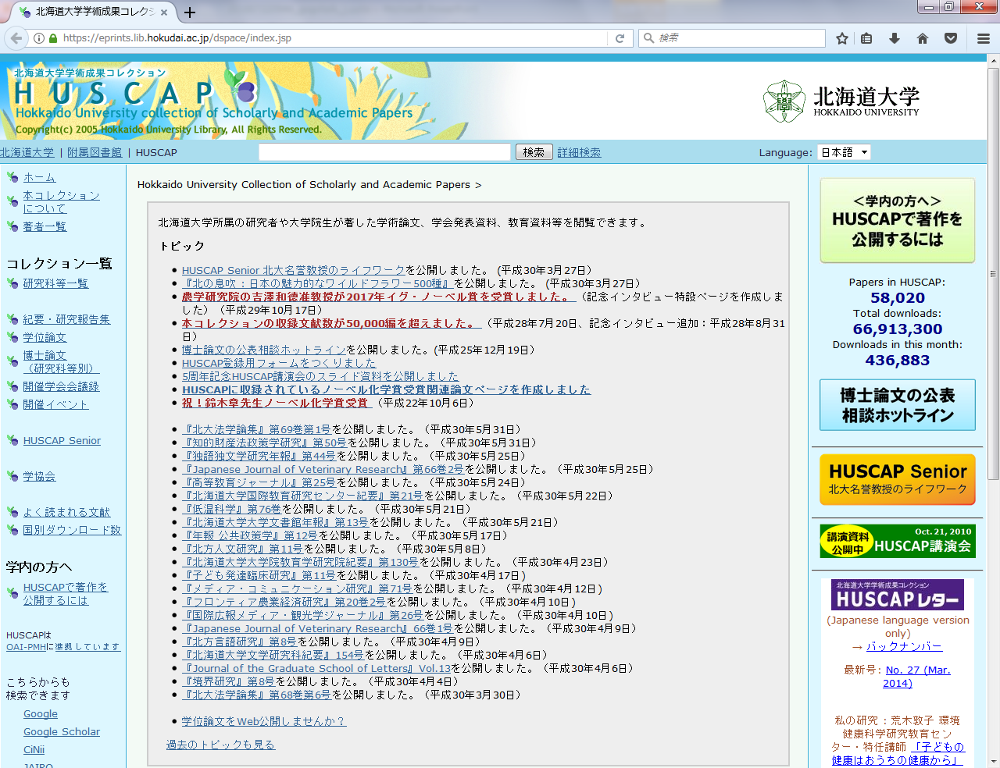 北海道大学学術成果コレクシ
https://eprints.lib.hokudai.ac.jp/dspace/index.jsp
検索
北海道大学学術成果コレクション
HUSCAP
Hokkaido University collection of Scholarly and Academic Papers
Copyright(c) 2005 Hokkaido University Library, All Rights Reserved.
北海道大学
HOKKAIDO UNIVERSITY
北海道大学 | 附属図書館 | HUSCAP
検索 詳細検索
Language: 日本語
ホーム
本コレクション
について
著者一覧
コレクション一覧
研究科等一覧
紀要・研究報告集
学位論文
博士論文
（研究科等別）
開催学会会議録
開催イベント
HUSCAP Senior
学協会
よく読まれる文献
国別ダウンロード数
学内の方へ
HUSCAPで著作を
公開するには
HUSCAPは
OAI-PMHに準拠しています
こちらからも
検索できます
Google
Google Scholar
CiNii
JAIRO
Hokkaido University Collection of Scholarly and Academic Papers >
北海道大学所属の研究者や大学院生が著した学術論文、学会発表資料、教育資料等を閲覧できます。
トピック
HUSCAP Senior 北大名誉教授のライフワークを公開しました。 (平成30年3月27日）
『北の息吹：日本の魅力的なワイルドフラワー500種』を公開しました。 (平成30年3月27日）
農学研究院の吉澤和徳准教授が2017年イグ・ノーベル賞を受賞しました。（記念インタビュー特設ページを作成しま
した）（平成29年10月17日）
本コレクションの収録文献数が50,000編を超えました。（平成28年7月20日、記念インタビュー追加：平成28年8月31
日）
博士論文の公表相談ホットラインを公開しました。(平成25年12月19日）
HUSCAP登録用フォームをつくりました
5周年記念HUSCAP講演会のスライド資料を公開しました
HUSCAPに収録されているノーベル化学賞受賞関連論文ページを作成しました
祝！鈴木章先生ノーベル化学賞受賞 （平成22年10月6日）
『北大法学論集』第69巻第1号を公開しました。（平成30年5月31日）
『知的財産法政策学研究』第50号を公開しました。（平成30年5月31日）
『独語独文学研究年報』第44号を公開しました。（平成30年5月25日）
『Japanese Journal of Veterinary Research』第66巻2号を公開しました。（平成30年5月25日）
『高等教育ジャーナル』第25号を公開しました。（平成30年5月24日）
『北海道大学国際教育研究センター紀要』第21号を公開しました。（平成30年5月22日）
『低温科学』第76巻を公開しました。（平成30年5月21日）
『北海道大学大学文書館年報』第13号を公開しました。（平成30年5月21日）
『年報 公共政策学』第12号を公開しました。（平成30年5月17日）
『北方人文研究』第11号を公開しました。（平成30年5月8日）
『北海道大学大学院教育学研究院紀要』第130号を公開しました。（平成30年4月23日）
『子ども発達臨床研究』第11号を公開しました。（平成30年4月17日)
『メディア・コミュニケーション研究』第71号を公開しました。（平成30年4月12日)
『フロンティア農業経済研究』第20巻2号を公開しました。（平成30年4月10日)
『国際広報メディア・観光学ジャーナル』第26号を公開しました。（平成30年4月10日)
『Japanese Journal of Veterinary Research』66巻1号を公開しました。（平成30年4月9日）
『北方言語研究』第8号を公開しました。（平成30年4月9日）
『北海道大学文学研究科紀要』154号を公開しました。（平成30年4月6日）
『Journal of the Graduate School of Letters』Vol.13を公開しました。（平成30年4月6日）
『境界研究』第8号を公開しました。（平成30年4月4日）
『北大法学論集』第68巻第6号を公開しました。（平成30年3月30日）
学位論文をWeb公開しませんか？
過去のトピックも見る
＜学内の方へ＞
HUSCAPで著作を
公開するには
Papers in HUSCAP:
58,020
Total downloads:
66,913,300
Downloads in this month:
436,883
博士論文の公表
相談ホットライン
HUSCAP Senior
北大名誉教授のライフワーク
講演資料
公開中
Oct. 21, 2010
HUSCAP講演会
北海道大学学術成果コレクション
HUSCAPレター
(Japanese language version
only)
→ バックナンバー
最新号: No. 27 (Mar.
2014)
私の研究 : 荒木敦子 環境
健康科学研究教育セン
ター・特任講師 「子どもの
健康はおうちの健康から」